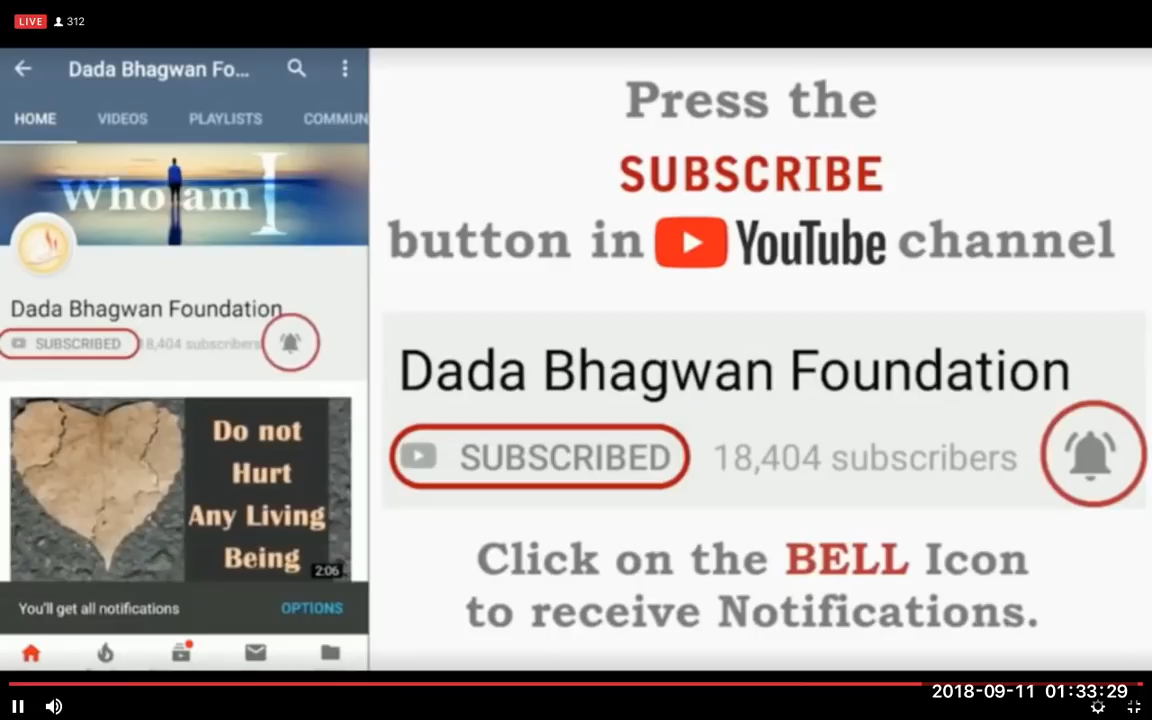 LIVE 312
Dada Bhagwan Fo...
HOME VIDEOS PLAYLISTS COMMUN
Who am I
Dada Bhagwan Foundation
SUBSCRIBED 18,404 subscribers
Do not
Hurt
Any Living
Being
2:06
You'll get all notifications OPTIONS
Press the
SUBSCRIBE
button in YouTube channel
Dada Bhagwan Foundation
SUBSCRIBED 18,404 subscribers
Click on the BELL Icon
to receive Notifications.
2018-09-11 01:33:29